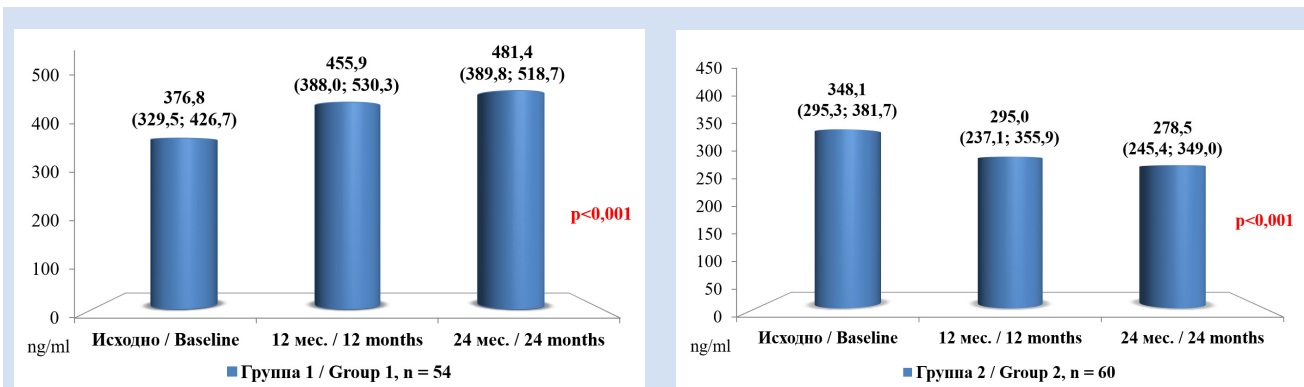 376,8
(329,5; 426,7)
455,9
(388,0; 530,3)
481,4
(389,8; 518,7)
500
400
300
200
100
0
p<0,001
ng/ml
Исходно / Baseline
12 мес. / 12 months
24 мес. / 24 months
Группа 1 / Group 1, n = 54
348,1
(295,3; 381,7)
295,0
(237,1; 355,9)
278,5
(245,4; 349,0)
450
400
350
300
250
200
150
100
50
0
p<0,001
ng/ml
Исходно / Baseline
12 мес. / 12 months
24 мес. / 24 months
Группа 2 / Group 2, n = 60